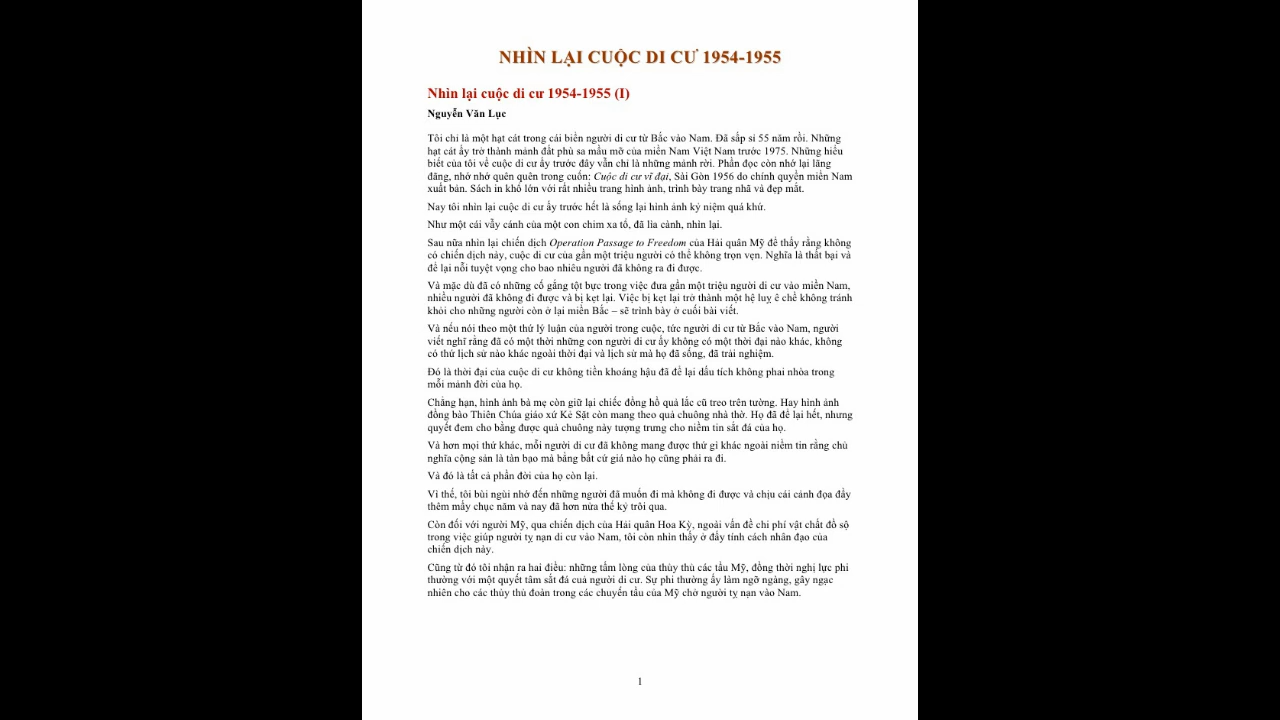 NHÌN LẠI CUỘC DI CƯ 1954-1955
Nhìn lại cuộc di cư 1954-1955 (I)
Nguyễn Văn Lục
Tôi chỉ là một hạt cát trong cái biển người di cư từ Bắc vào Nam. Đã sắp sỉ 55 năm rồi. Những
hạt cát ấy trở thành mảnh đất phù sa mầu mỡ của miền Nam Việt Nam trước 1975. Những hiểu
biết của tôi về cuộc di cư ấy trước đây vẫn chỉ là những mảnh rời. Phần đọc còn nhớ lại lãng
đãng, nhớ nhớ quên quên trong cuốn: Cuộc di cư vĩ đại, Sài Gòn 1956 do chính quyền miền Nam
xuất bản. Sách in khổ lớn với rất nhiều trang hình ảnh, trình bày trang nhã và đẹp mắt.
Nay tôi nhìn lại cuộc di cư ấy trước hết là sống lại hình ảnh kỷ niệm quá khứ.
Như một cái vẫy cánh của một con chim xa tổ, đã lìa cành, nhìn lại.
Sau nữa nhìn lại chiến dịch Operation Passage to Freedom của Hải quân Mỹ để thấy rằng không
có chiến dịch này, cuộc di cư của gần một triệu người có thể không trọn vẹn. Nghĩa là thất bại và
để lại nỗi tuyệt vọng cho bao nhiêu người đã không ra đi được.
Và mặc dù đã có những cố gắng tột bực trong việc đưa gần một triệu người di cư vào miền Nam,
nhiều người đã không đi được và bị kẹt lại. Việc bị kẹt lại trở thành một hệ luỵ ê chề không tránh
khỏi cho những người còn ở lại miền Bắc – sẽ trình bày ở cuối bài viết.
Và nếu nói theo một thứ lý luận của người trong cuộc, tức người di cư từ Bắc vào Nam, người
viết nghĩ rằng đã có một thời những con người di cư ấy không có một thời đại nào khác, không
có thứ lịch sử nào khác ngoài thời đại và lịch sử mà họ đã sống, đã trải nghiệm.
Đó là thời đại của cuộc di cư không tiền khoáng hậu đã để lại dấu tích không phai nhòa trong
mỗi mảnh đời của họ.
Chẳng hạn, hình ảnh bà mẹ còn giữ lại chiếc đồng hồ quả lắc cũ treo trên tường. Hay hình ảnh
đồng bào Thiên Chúa giáo xứ Kẻ Sặt còn mang theo quả chuông nhà thờ. Họ đã để lại hết, nhưng
quyết đem cho bằng được quả chuông này tượng trưng cho niềm tin sắt đá của họ.
Và hơn mọi thứ khác, mỗi người di cư đã không mang được thứ gì khác ngoài niềm tin rằng chủ
nghĩa cộng sản là tàn bạo mà bằng bất cứ giá nào họ cũng phải ra đi.
Và đó là tất cả phần đời của họ còn lại.
Vì thế, tôi bùi ngùi nhớ đến những người đã muốn đi mà không đi được và chịu cái cảnh đọa đầy
thêm mấy chục năm và nay đã hơn nửa thế kỷ trôi qua.
Còn đối với người Mỹ, qua chiến dịch của Hải quân Hoa Kỳ, ngoài vấn đề chi phí vật chất đồ sộ
trong việc giúp người tỵ nạn di cư vào Nam, tôi còn nhìn thấy ở đây tính cách nhân đạo của
chiến dịch này.
Cũng từ đó tôi nhận ra hai điều: những tấm lòng của thủy thủ các tầu Mỹ, đồng thời nghị lực phi
thường với một quyết tâm sắt đá cuả người di cư. Sự phi thường ấy làm ngỡ ngàng, gây ngạc
nhiên cho các thủy thủ đoàn trong các chuyến tầu của Mỹ chở người tỵ nạn vào Nam.
1